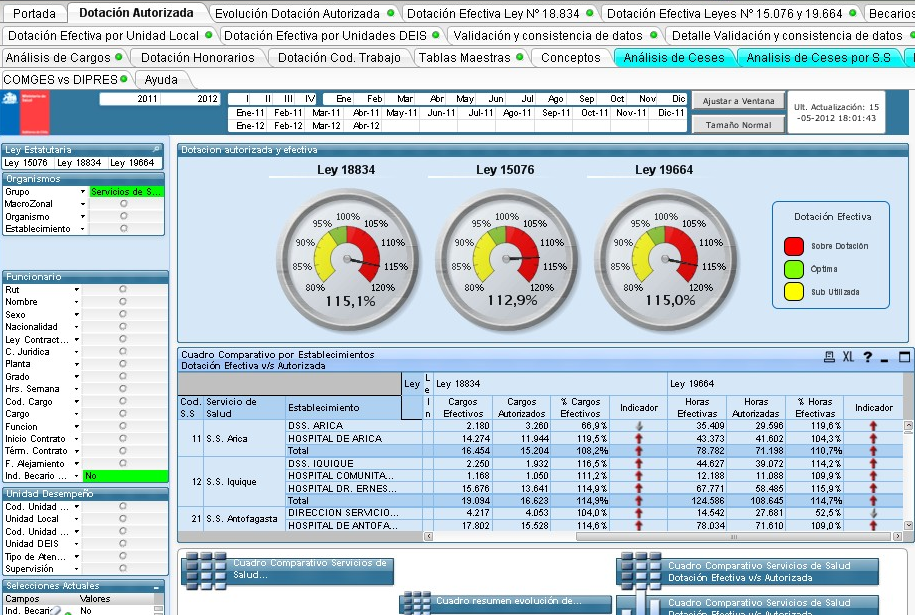 Portada Dotación Autorizada Evolución Dotación Autorizada Dotación Efectiva Ley Nº 18.834 Dotación Efectiva Leyes Nº 15.076 y 19.664 Becarios
Dotación Efectiva por Unidad Local Dotación Efectiva por Unidades DEIS Validación y consistencia de datos Detalle Validación y consistencia de datos
Análisis de Cargos Dotación Honorarios Dotación Cod. Trabajo Tablas Maestras Conceptos Análisis de Ceses Analisis de Ceses por S.S
COMGES vs DIPRES Ayuda
2011 2012
I II III IV Ene Feb Mar Abr May Jun Jul Ago Sep Oct Nov Dic
Ene-11 Feb-11 Mar-11 Abr-11 May-11 Jun-11 Jul-11 Ago-11 Sep-11 Oct-11 Nov-11 Dic-11
Ene-12 Feb-12 Mar-12 Abr-12
Ajustar a Ventana
Tamaño Normal
Ult. Actualización: 15
-05-2012 18:01:43
Ley Estatutaria
Ley 15076 Ley 18834 Ley 19664
Organismos
Grupo Servicios de S...
MacroZonal
Organismo
Establecimiento
Funcionario
Rut
Nombre
Sexo
Nacionalidad
Ley Contract...
C. Juridica
Planta
Grado
Hrs. Semana
Cod. Cargo
Cargo
Funcion
Inicio Contrato
Térm. Contrato
F. Alejamiento
Ind. Becario ... No
Unidad Desempeño
Cod. Unidad ...
Unidad Local
Cod. Unidad ...
Unidad DEIS
Tipo de Aten...
Supervisión
Selecciones Actuales
Campos Valores
Ind. Becario No
Dotacion autorizada y efectiva
Ley 18834
80% 85% 90% 95% 100% 105% 110% 115% 120%
115,1%
Ley 15076
80% 85% 90% 95% 100% 105% 110% 115% 120%
112,9%
Ley 19664
80% 85% 90% 95% 100% 105% 110% 115% 120%
115,0%
Dotación Efectiva
Sobre Dotación
Óptima
Sub Utilizada
Cuadro Comparativo por Establecimientos
Dotación Efectiva v/s Autorizada
XL ?
Ley Ley 18834 Ley 19664
Cod. S.S Servicio de Salud Establecimiento Cargos Efectivos Cargos Autorizados % Cargos Efectivos Indicador Horas Efectivas Horas Autorizadas % Horas Efectivas Indicador
11 S.S. Arica DSS. ARICA 2.180 3.260 66,9% 35.409 29.596 119,6%
HOSPITAL DE ARICA 14.274 11.944 119,5% 43.373 41.602 104,3%
Total 16.454 15.204 108,2% 78.782 71.198 110,7%
12 S.S. Iquique DSS. IQUIQUE 2.250 1.932 116,5% 44.627 39.072 114,2%
HOSPITAL COMUNITA... 1.168 1.050 111,2% 12.188 11.088 109,9%
HOSPITAL DR. ERNES... 15.676 13.641 114,9% 67.771 58.485 115,9%
Total 19.094 16.623 114,9% 124.586 108.645 114,7%
21 S.S. Antofagasta DIRECCION SERVICIO... 4.217 4.053 104,0% 14.542 27.681 52,5%
HOSPITAL DE ANTOFA... 17.802 15.528 114,6% 78.034 71.610 109,0%
Cuadro Comparativo Servicios de
Salud...
Cuadro resumen evolución de...
Cuadro Comparativo Servicios de Salud
Dotación Efectiva v/s Autorizada
Cuadro Comparativo Servicios de Salud
Dotación Efectiva v/s Autorizada